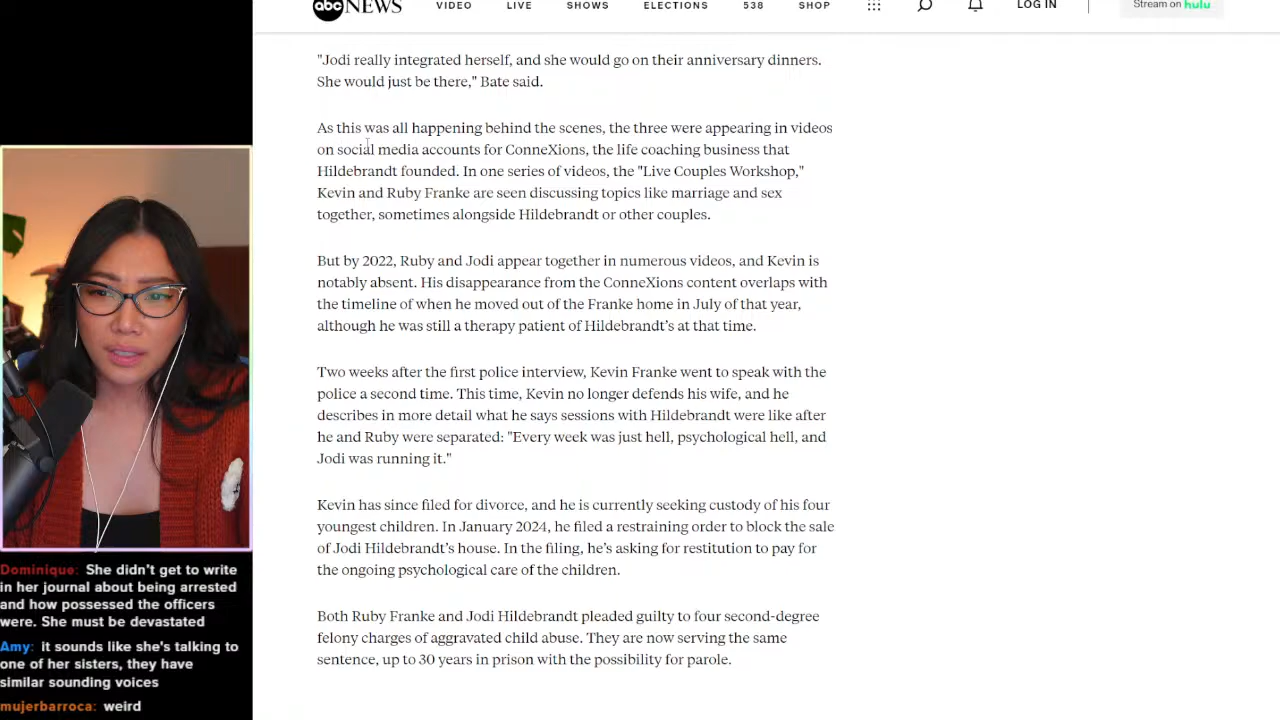 abc NEWS VIDEO LIVE SHOWS ELECTIONS 538 SHOP LOG IN Stream on hulu
"Jodi really integrated herself, and she would go on their anniversary dinners.
She would just be there," Bate said.
As this was all happening behind the scenes, the three were appearing in videos
on social media accounts for ConneXions, the life coaching business that
Hildebrandt founded. In one series of videos, the "Live Couples Workshop,"
Kevin and Ruby Franke are seen discussing topics like marriage and sex
together, sometimes alongside Hildebrandt or other couples.
But by 2022, Ruby and Jodi appear together in numerous videos, and Kevin is
notably absent. His disappearance from the ConneXions content overlaps with
the timeline of when he moved out of the Franke home in July of that year,
although he was still a therapy patient of Hildebrandt's at that time.
Two weeks after the first police interview, Kevin Franke went to speak with the
police a second time. This time, Kevin no longer defends his wife, and he
describes in more detail what he says sessions with Hildebrandt were like after
he and Ruby were separated: "Every week was just hell, psychological hell, and
Jodi was running it."
Kevin has since filed for divorce, and he is currently seeking custody of his four
youngest children. In January 2024, he filed a restraining order to block the sale
of Jodi Hildebrandt's house. In the filing, he's asking for restitution to pay for
the ongoing psychological care of the children.
Both Ruby Franke and Jodi Hildebrandt pleaded guilty to four second-degree
felony charges of aggravated child abuse. They are now serving the same
sentence, up to 30 years in prison with the possibility for parole.
Dominique: She didn't get to write
in her journal about being arrested
and how possessed the officers
were. She must be devastated
Amy: it sounds like she's talking to
one of her sisters, they have
similar sounding voices
mujerbarroca: weird